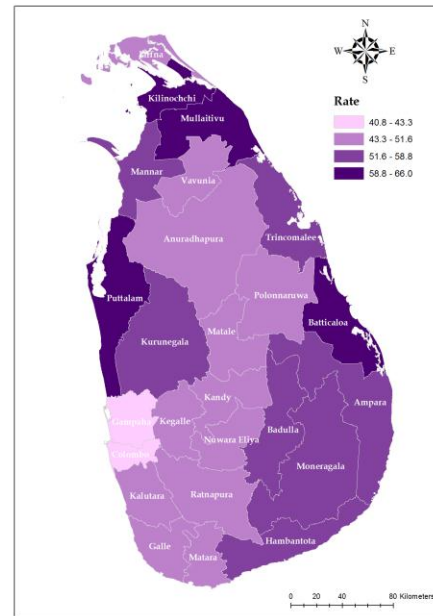 N
W E
S
Rate
40.8 - 43.3
43.3 - 51.6
51.6 - 58.8
58.8 - 66.0
Kilinochchi
Mullaitivu
Mannar
Vavunia
Anuradhapura
Trincomalee
Puttalam
Polonnaruwa
Batticaloa
Kurunegala
Matale
Kandy
Ampara
Gampaha
Kegalle
Badulla
Nuwara Eliya
Colombo
Moneragala
Kalutara
Ratnapura
Hambantota
Galle
Matara
0 20 40 80 Kilometers